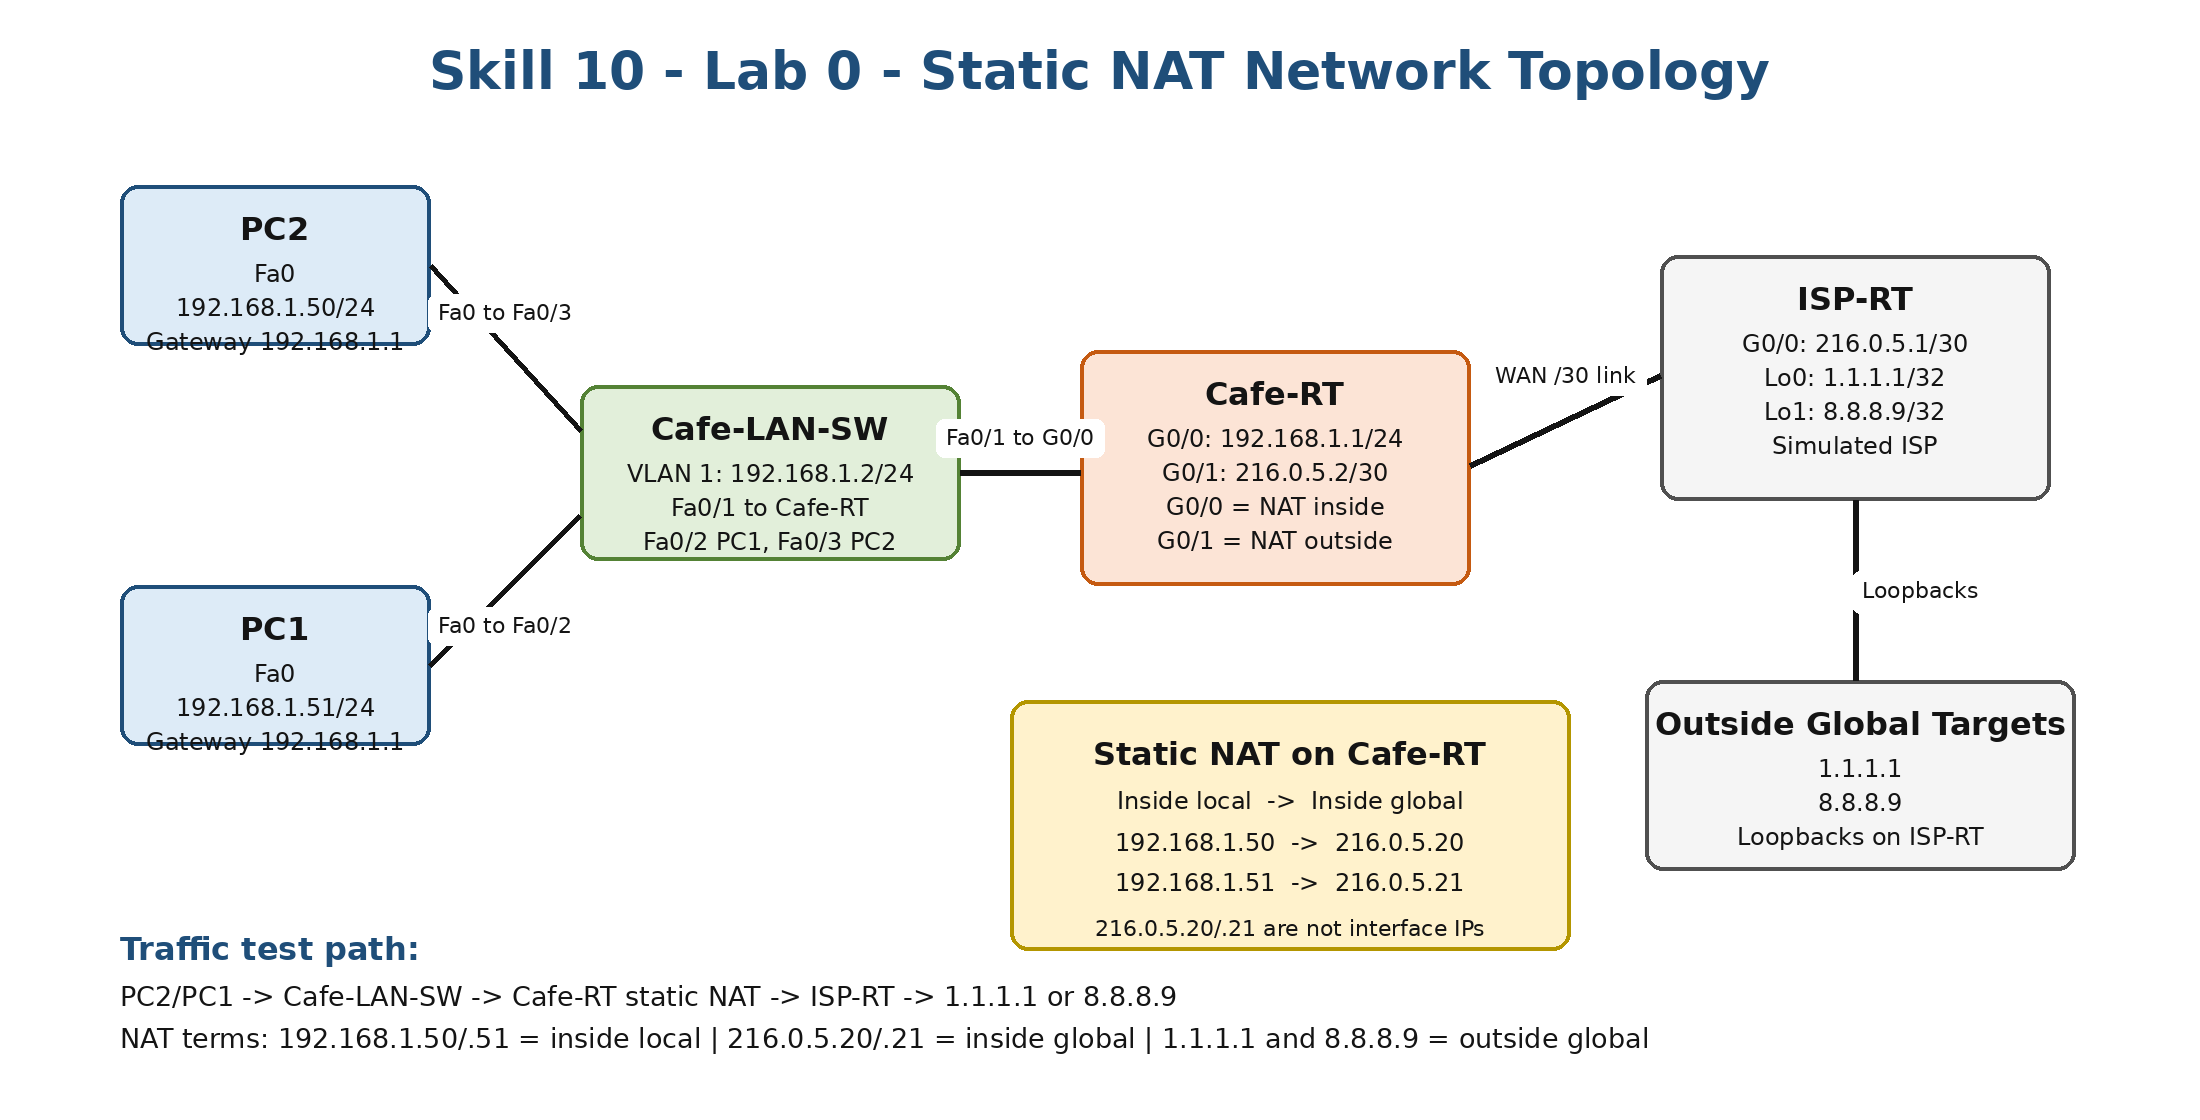 Skill 10 - Lab 0 - Static NAT Network Topology
PC2
Fa0
192.168.1.50/24
Gateway 192.168.1.1
Fa0 to Fa0/3
Cafe-LAN-SW
VLAN 1: 192.168.1.2/24
Fa0/1 to Cafe-RT
Fa0/2 PC1, Fa0/3 PC2
Fa0/1 to G0/0
Cafe-RT
G0/0: 192.168.1.1/24
G0/1: 216.0.5.2/30
G0/0 = NAT inside
G0/1 = NAT outside
WAN /30 link
ISP-RT
G0/0: 216.0.5.1/30
Lo0: 1.1.1.1/32
Lo1: 8.8.8.9/32
Simulated ISP
PC1
Fa0
192.168.1.51/24
Gateway 192.168.1.1
Fa0 to Fa0/2
Loopbacks
Static NAT on Cafe-RT
Inside local -> Inside global
192.168.1.50 -> 216.0.5.20
192.168.1.51 -> 216.0.5.21
216.0.5.20/.21 are not interface IPs
Outside Global Targets
1.1.1.1
8.8.8.9
Loopbacks on ISP-RT
Traffic test path:
PC2/PC1 -> Cafe-LAN-SW -> Cafe-RT static NAT -> ISP-RT -> 1.1.1.1 or 8.8.8.9
NAT terms: 192.168.1.50/.51 = inside local | 216.0.5.20/.21 = inside global | 1.1.1.1 and 8.8.8.9 = outside global